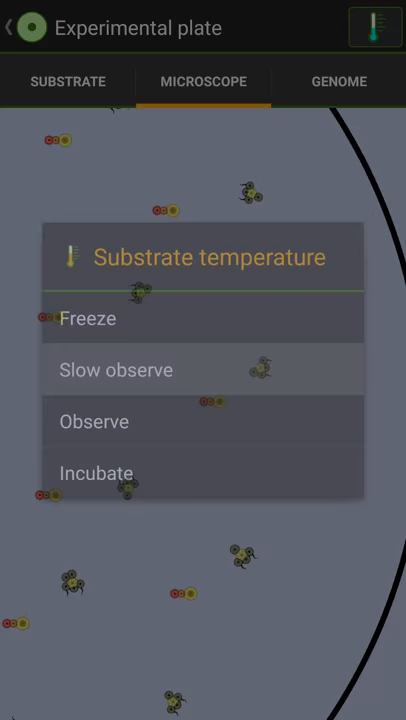 Experimental plate
SUBSTRATE
MICROSCOPE
GENOME
Substrate temperature
Freeze
Slow observe
Observe
Incubate